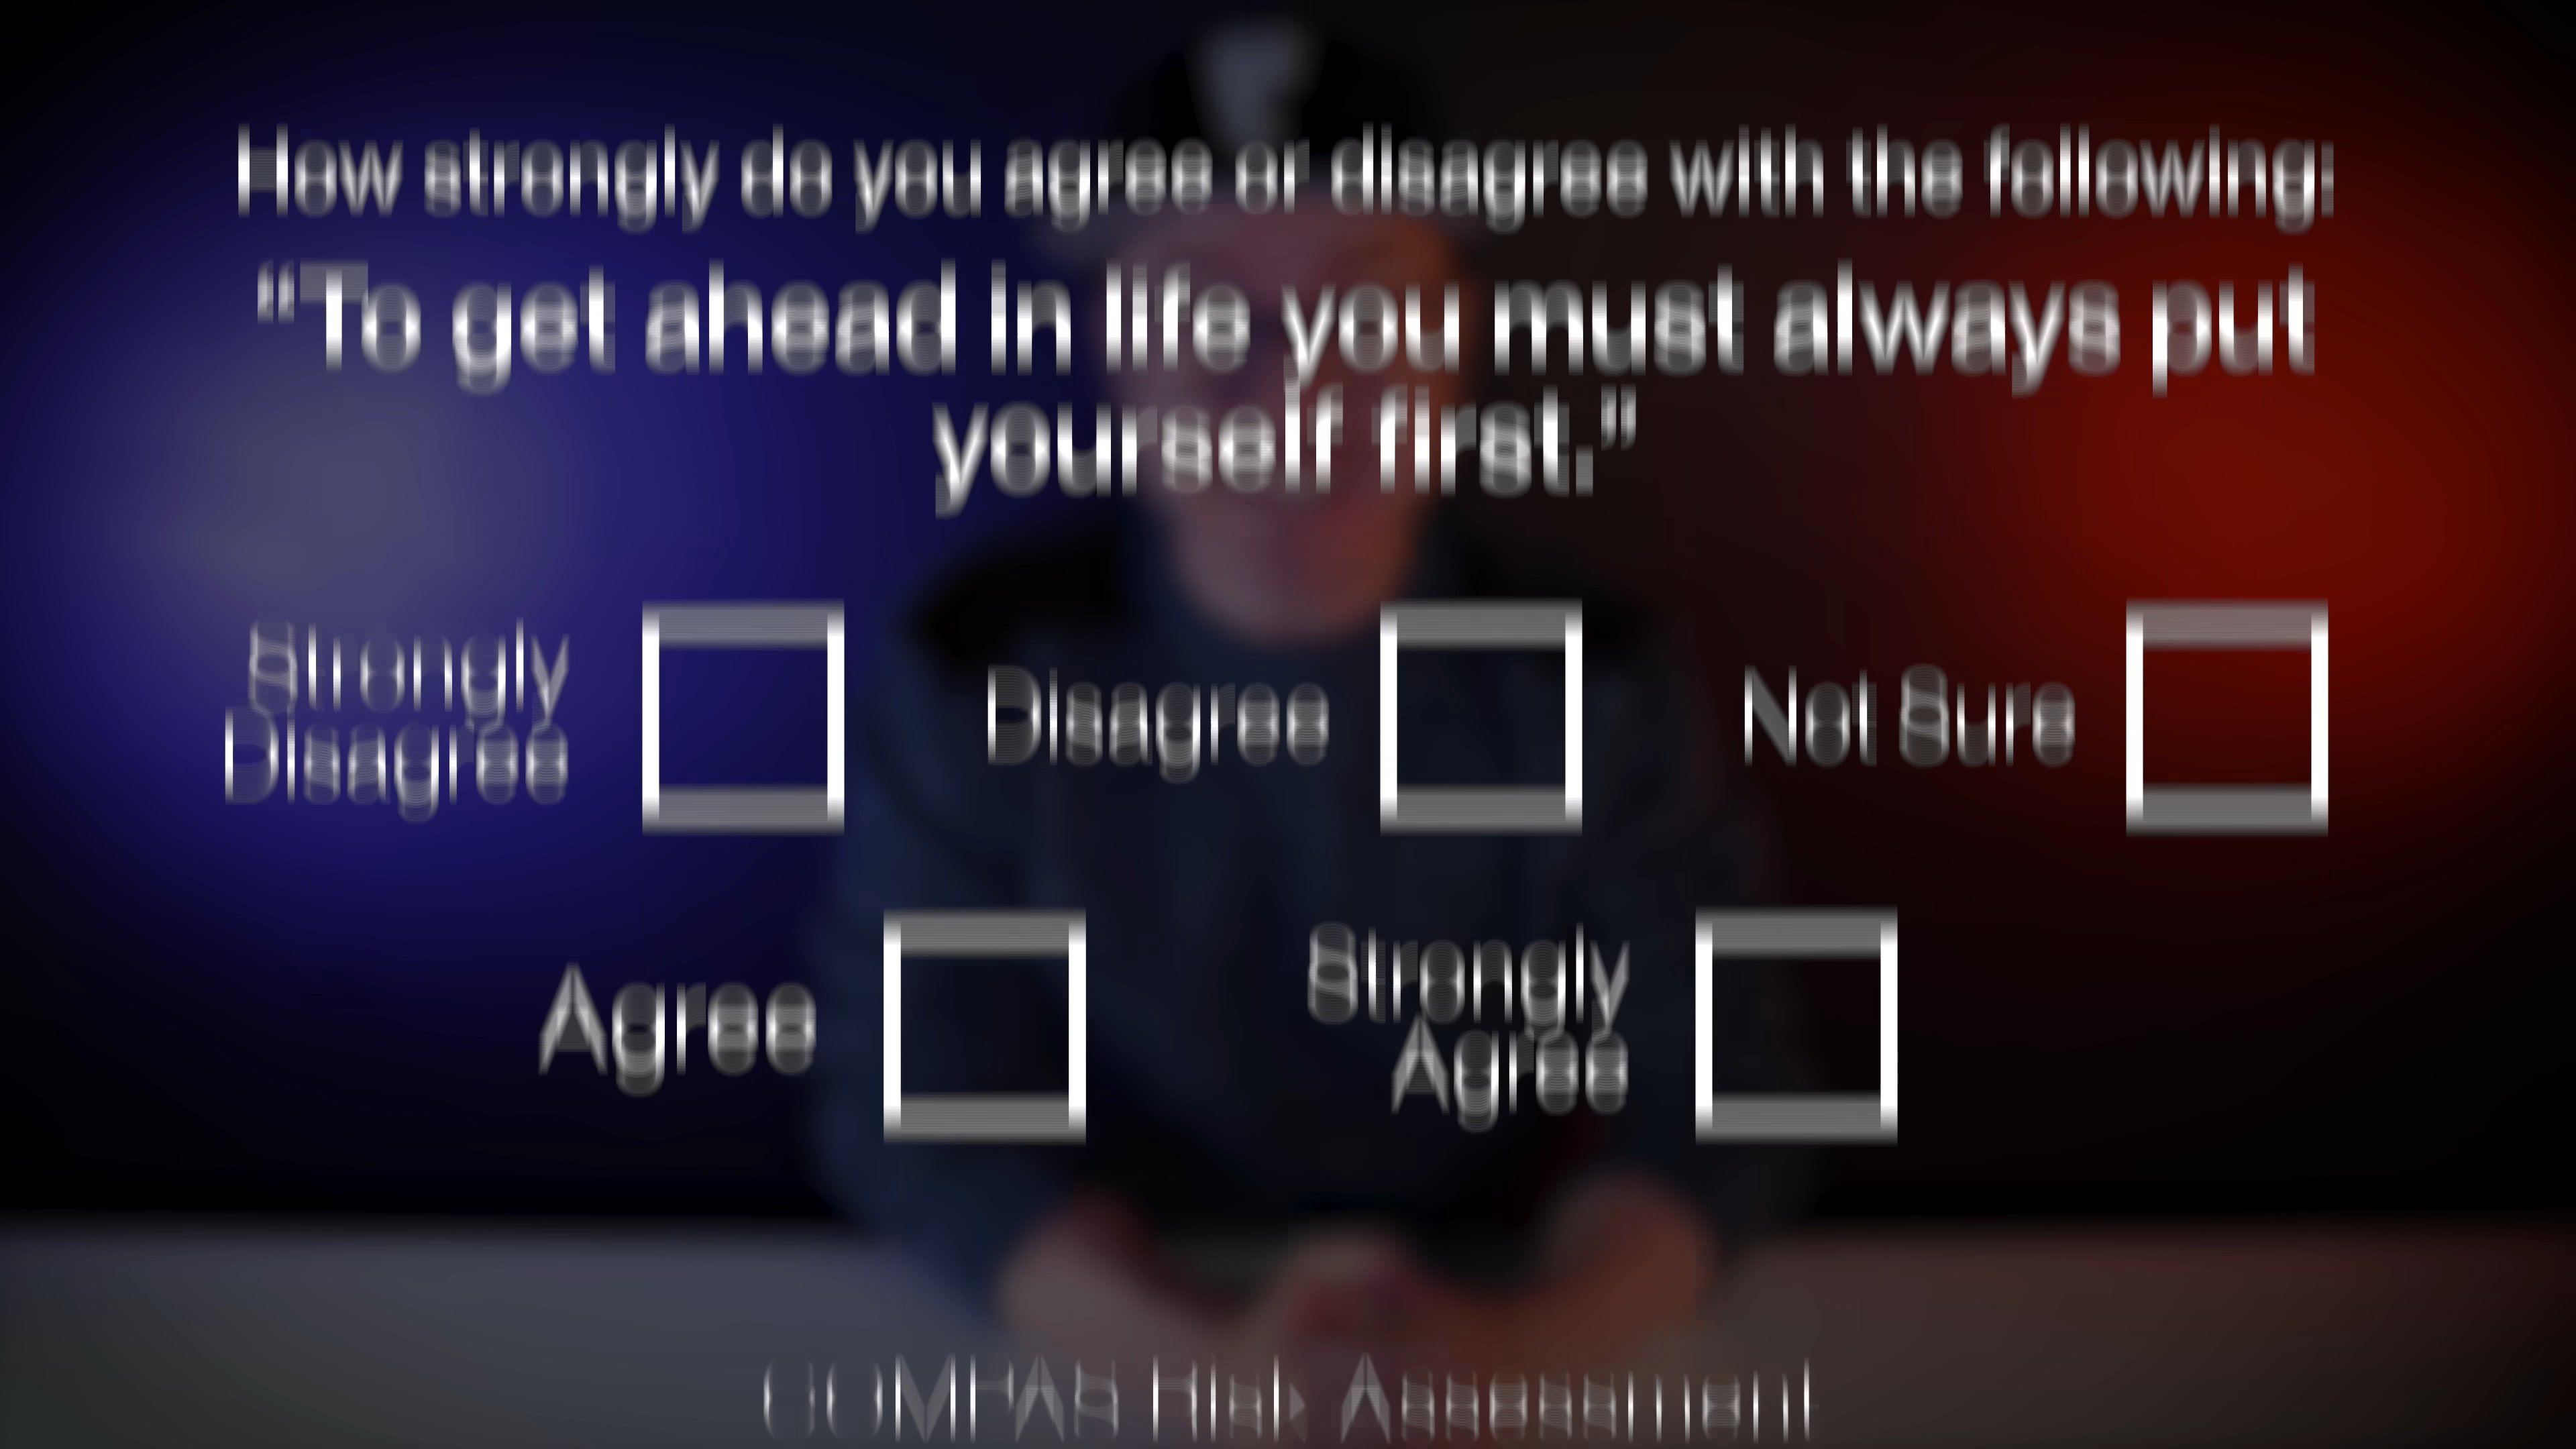 How strongly do you agree or disagree with the following:
“To get ahead in life you must always put
yourself first.”
Strongly
Disagree
Disagree
Not Sure
Agree
Strongly
Agree
COMPAS Risk Assessment